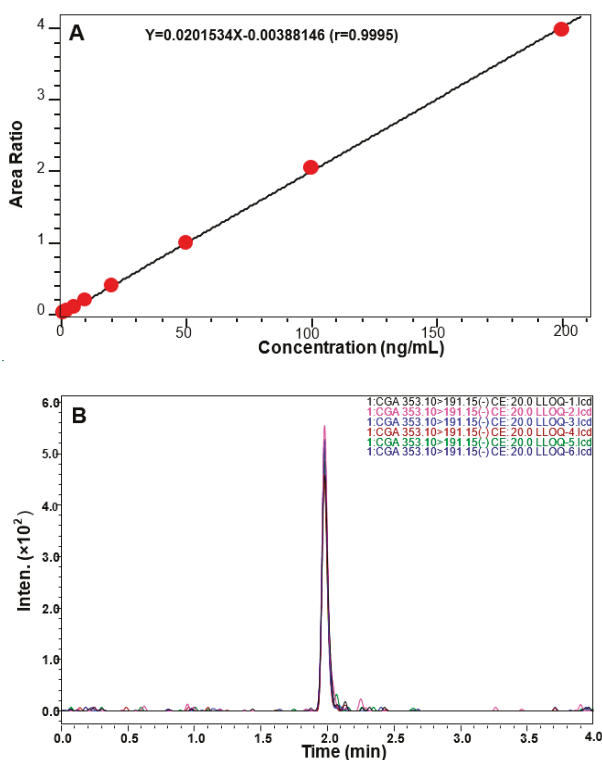 A
Y=0.0201534X-0.00388146 (r=0.9995)
4
3
2
1
0
Area Ratio
0
50
100
150
200
Concentration (ng/mL)
B
1:CGA 353.10>191.15(-) CE: 20.0 LLOQ-1.lcd
1:CGA 353.10>191.15(-) CE: 20.0 LLOQ-2.lcd
1:CGA 353.10>191.15(-) CE: 20.0 LLOQ-3.lcd
1:CGA 353.10>191.15(-) CE: 20.0 LLOQ-4.lcd
1:CGA 353.10>191.15(-) CE: 20.0 LLOQ-5.lcd
1:CGA 353.10>191.15(-) CE: 20.0 LLOQ-6.lcd
6.0
5.0
4.0
3.0
2.0
1.0
0.0
Inten. (×10²)
0.0
0.5
1.0
1.5
2.0
2.5
3.0
3.5
4.0
Time (min)